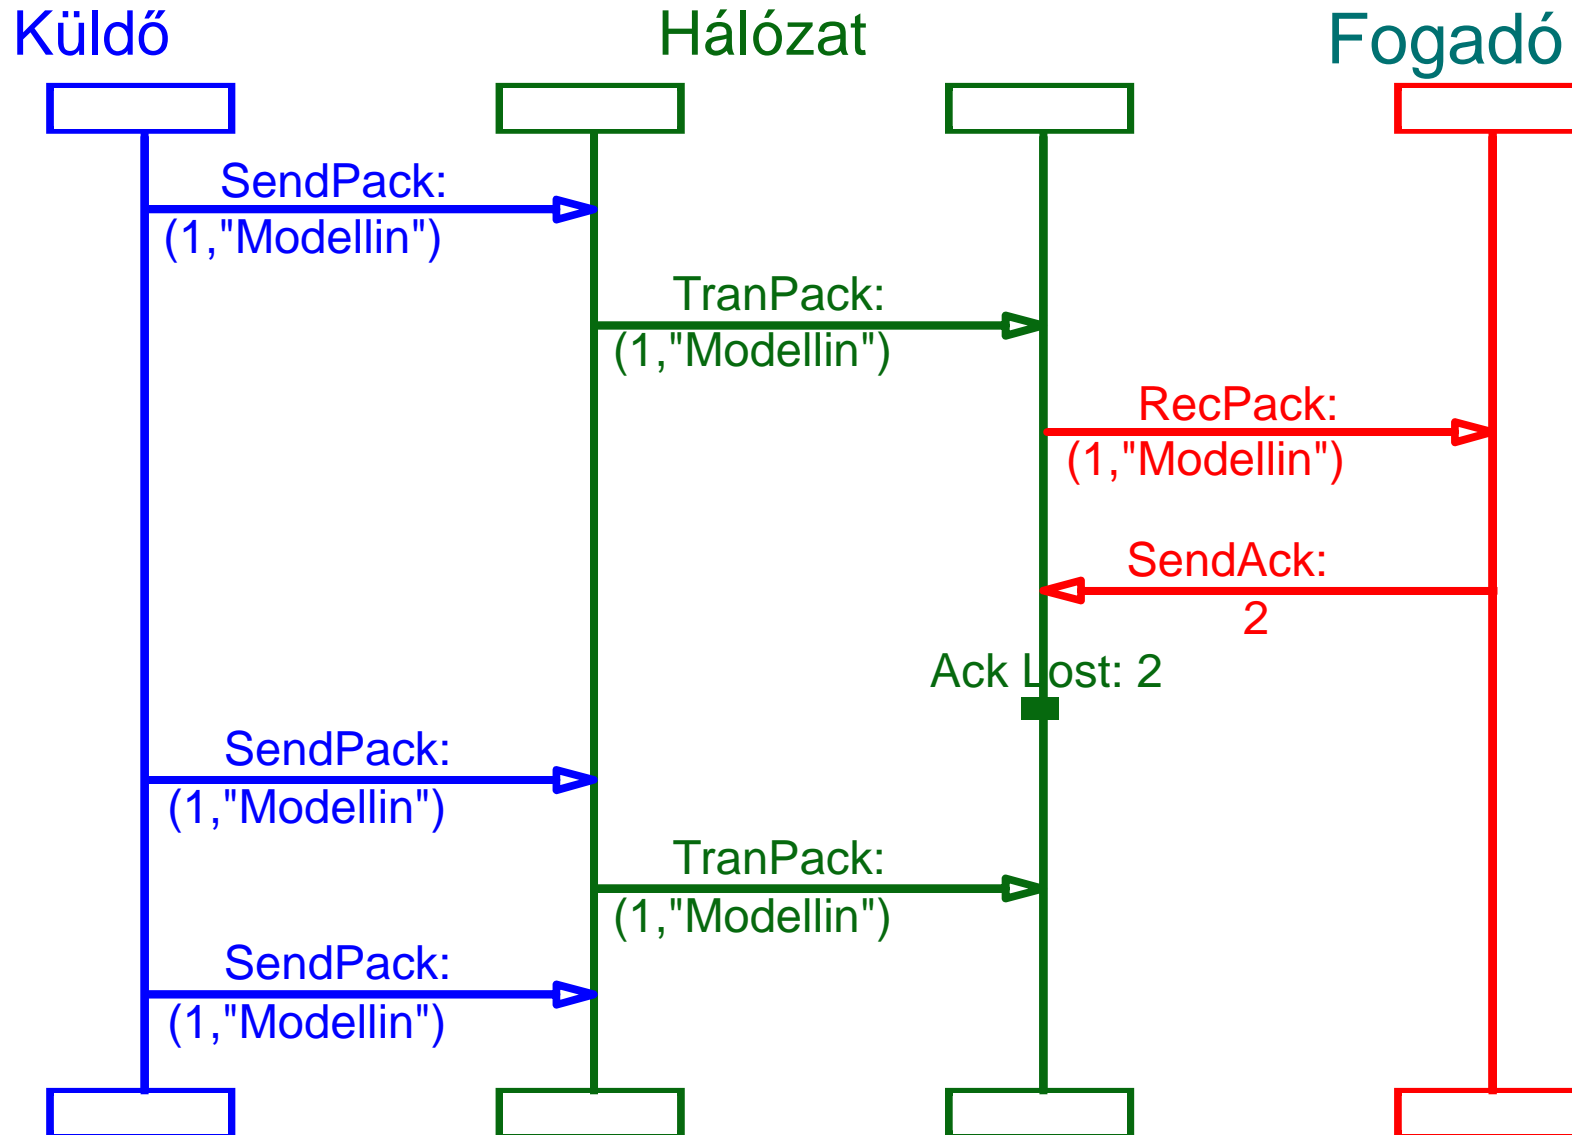 Küldő
Hálózat
Fogadó
SendPack:
(1,"Modellin")
TranPack:
(1,"Modellin")
RecPack:
(1,"Modellin")
SendAck:
2
Ack Lost: 2
SendPack:
(1,"Modellin")
TranPack:
(1,"Modellin")
SendPack:
(1,"Modellin")